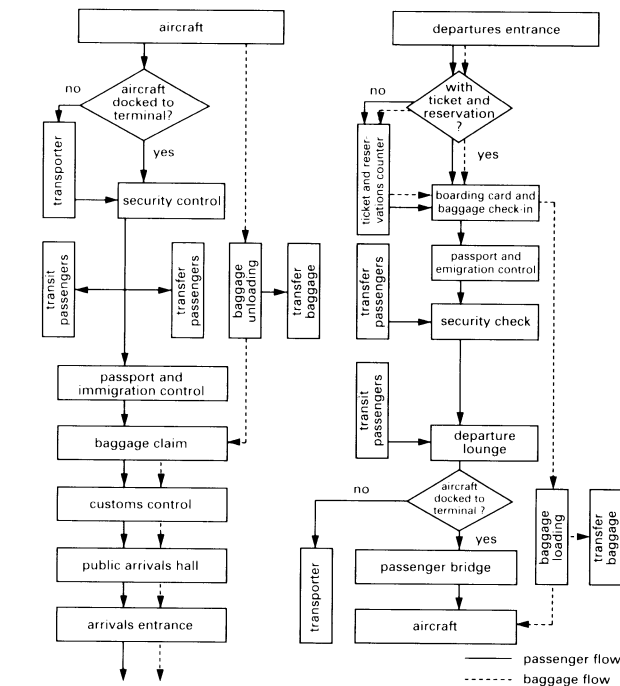 aircraft
no
aircraft
docked to
terminal?
yes
transporter
security control
transit
passengers
transfer
passengers
baggage
unloading
transfer
baggage
passport and
immigration control
baggage claim
customs control
public arrivals hall
arrivals entrance
departures entrance
no
with
ticket and
reservation
?
yes
ticket and reser-
vations counter
boarding card and
baggage check-in
passport and
emigration control
transfer
passengers
security check
transit
passengers
departure
lounge
no
aircraft
docked to
terminal ?
yes
transporter
passenger bridge
aircraft
baggage
loading
transfer
baggage
passenger flow
baggage flow